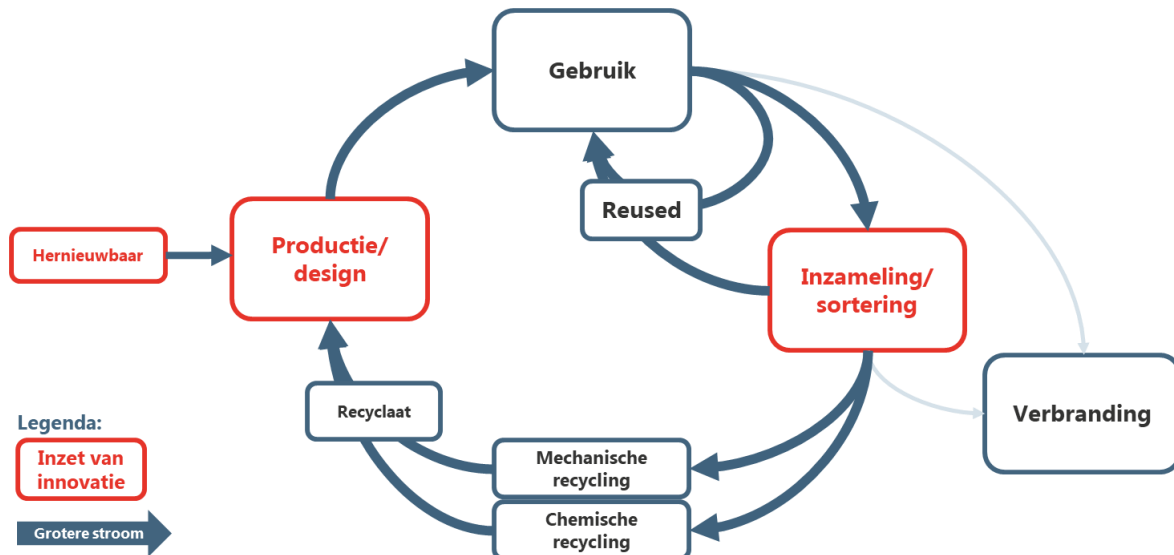 Gebruik
Reused
Hernieuwbaar
Productie/
design
Inzameling/
sortering
Recyclaat
Verbranding
Legenda:
Inzet van
innovatie
Mechanische
recycling
Chemische
recycling
Grotere stroom